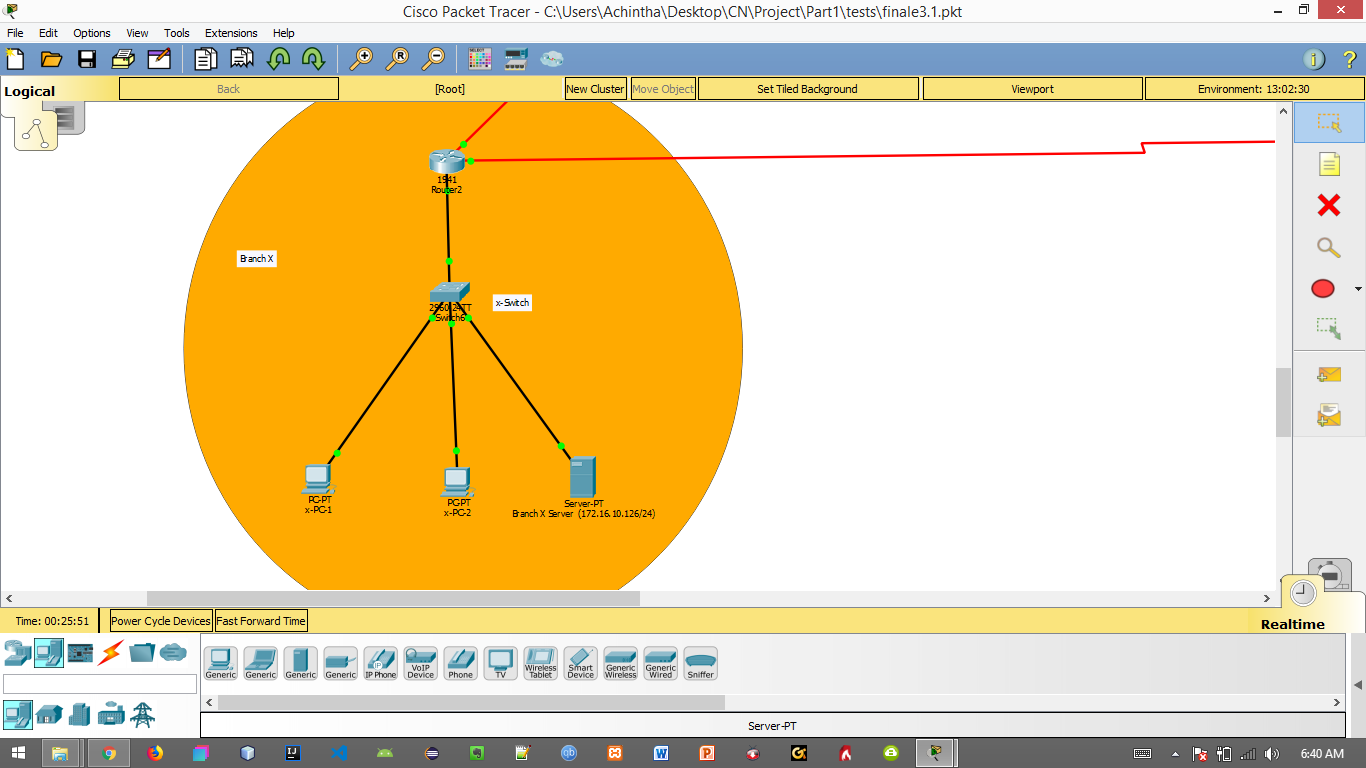 Cisco Packet Tracer - C:\Users\Achintha\Desktop\CN\Project\Part1\tests\finale3.1.pkt
File Edit Options View Tools Extensions Help
Logical Back [Root] New Cluster Move Object Set Tiled Background Viewport Environment: 13:02:30
1941
Router2
Branch X
x-Switch
2960-24TT
Switch6
PC-PT
x-PC-1
PC-PT
x-PC-2
Server-PT
Branch X Server (172.16.10.126/24)
Time: 00:25:51 Power Cycle Devices Fast Forward Time
Realtime
Generic Generic Generic Generic IP Phone VoIP Device Phone TV Wireless Tablet Smart Device Generic Wireless Generic Wired Sniffer
Server-PT
6:40 AM